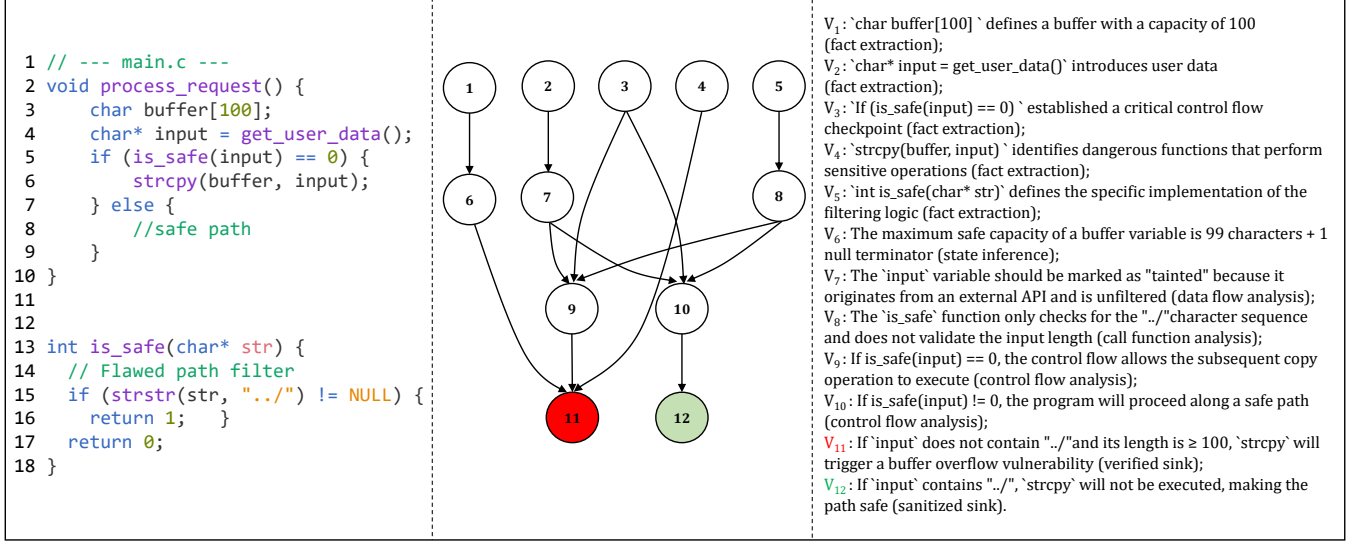 1 // --- main.c ---
2 void process_request() {
3     char buffer[100];
4     char* input = get_user_data();
5     if (is_safe(input) == 0) {
6         strcpy(buffer, input);
7     } else {
8         //safe path
9     }
10 }
11
12
13 int is_safe(char* str) {
14   // Flawed path filter
15   if (strstr(str, "../") != NULL) {
16     return 1;   }
17   return 0;
18 }
1 2 3 4 5
6 7 8
9 10
11 12
V1: `char buffer[100] ` defines a buffer with a capacity of 100
(fact extraction);
V2: `char* input = get_user_data()` introduces user data
(fact extraction);
V3: `If (is_safe(input) == 0) ` established a critical control flow
checkpoint (fact extraction);
V4: `strcpy(buffer, input) ` identifies dangerous functions that perform
sensitive operations (fact extraction);
V5: `int is_safe(char* str)` defines the specific implementation of the
filtering logic (fact extraction);
V6: The maximum safe capacity of a buffer variable is 99 characters + 1
null terminator (state inference);
V7: The `input` variable should be marked as "tainted" because it
originates from an external API and is unfiltered (data flow analysis);
V8: The `is_safe` function only checks for the "../"character sequence
and does not validate the input length (call function analysis);
V9: If is_safe(input) == 0, the control flow allows the subsequent copy
operation to execute (control flow analysis);
V10: If is_safe(input) != 0, the program will proceed along a safe path
(control flow analysis);
V11: If `input` does not contain "../"and its length is ≥ 100, `strcpy` will
trigger a buffer overflow vulnerability (verified sink);
V12: If `input` contains "../", `strcpy` will not be executed, making the
path safe (sanitized sink).